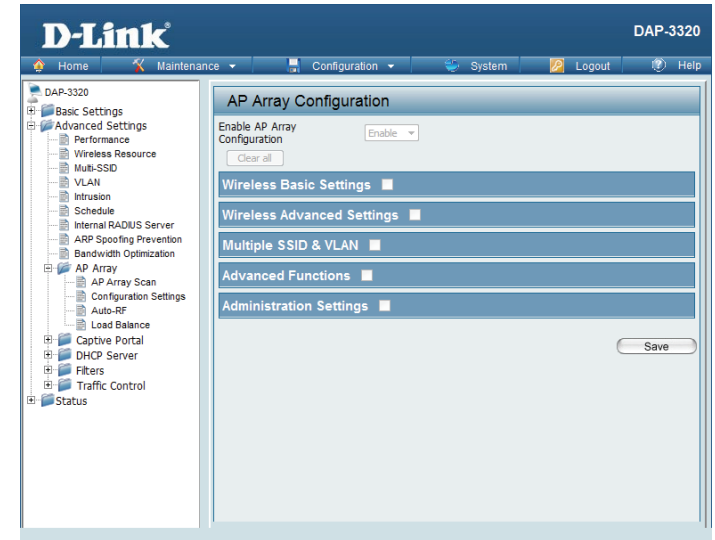 D-Link®
DAP-3320
Home
Maintenance
Configuration
System
Logout
Help
DAP-3320
Basic Settings
Advanced Settings
Performance
Wireless Resource
Multi-SSID
VLAN
Intrusion
Schedule
Internal RADIUS Server
ARP Spoofing Prevention
Bandwidth Optimization
AP Array
AP Array Scan
Configuration Settings
Auto-RF
Load Balance
Captive Portal
DHCP Server
Filters
Traffic Control
Status
AP Array Configuration
Enable AP Array
Configuration
Enable
Clear all
Wireless Basic Settings
Wireless Advanced Settings
Multiple SSID & VLAN
Advanced Functions
Administration Settings
Save